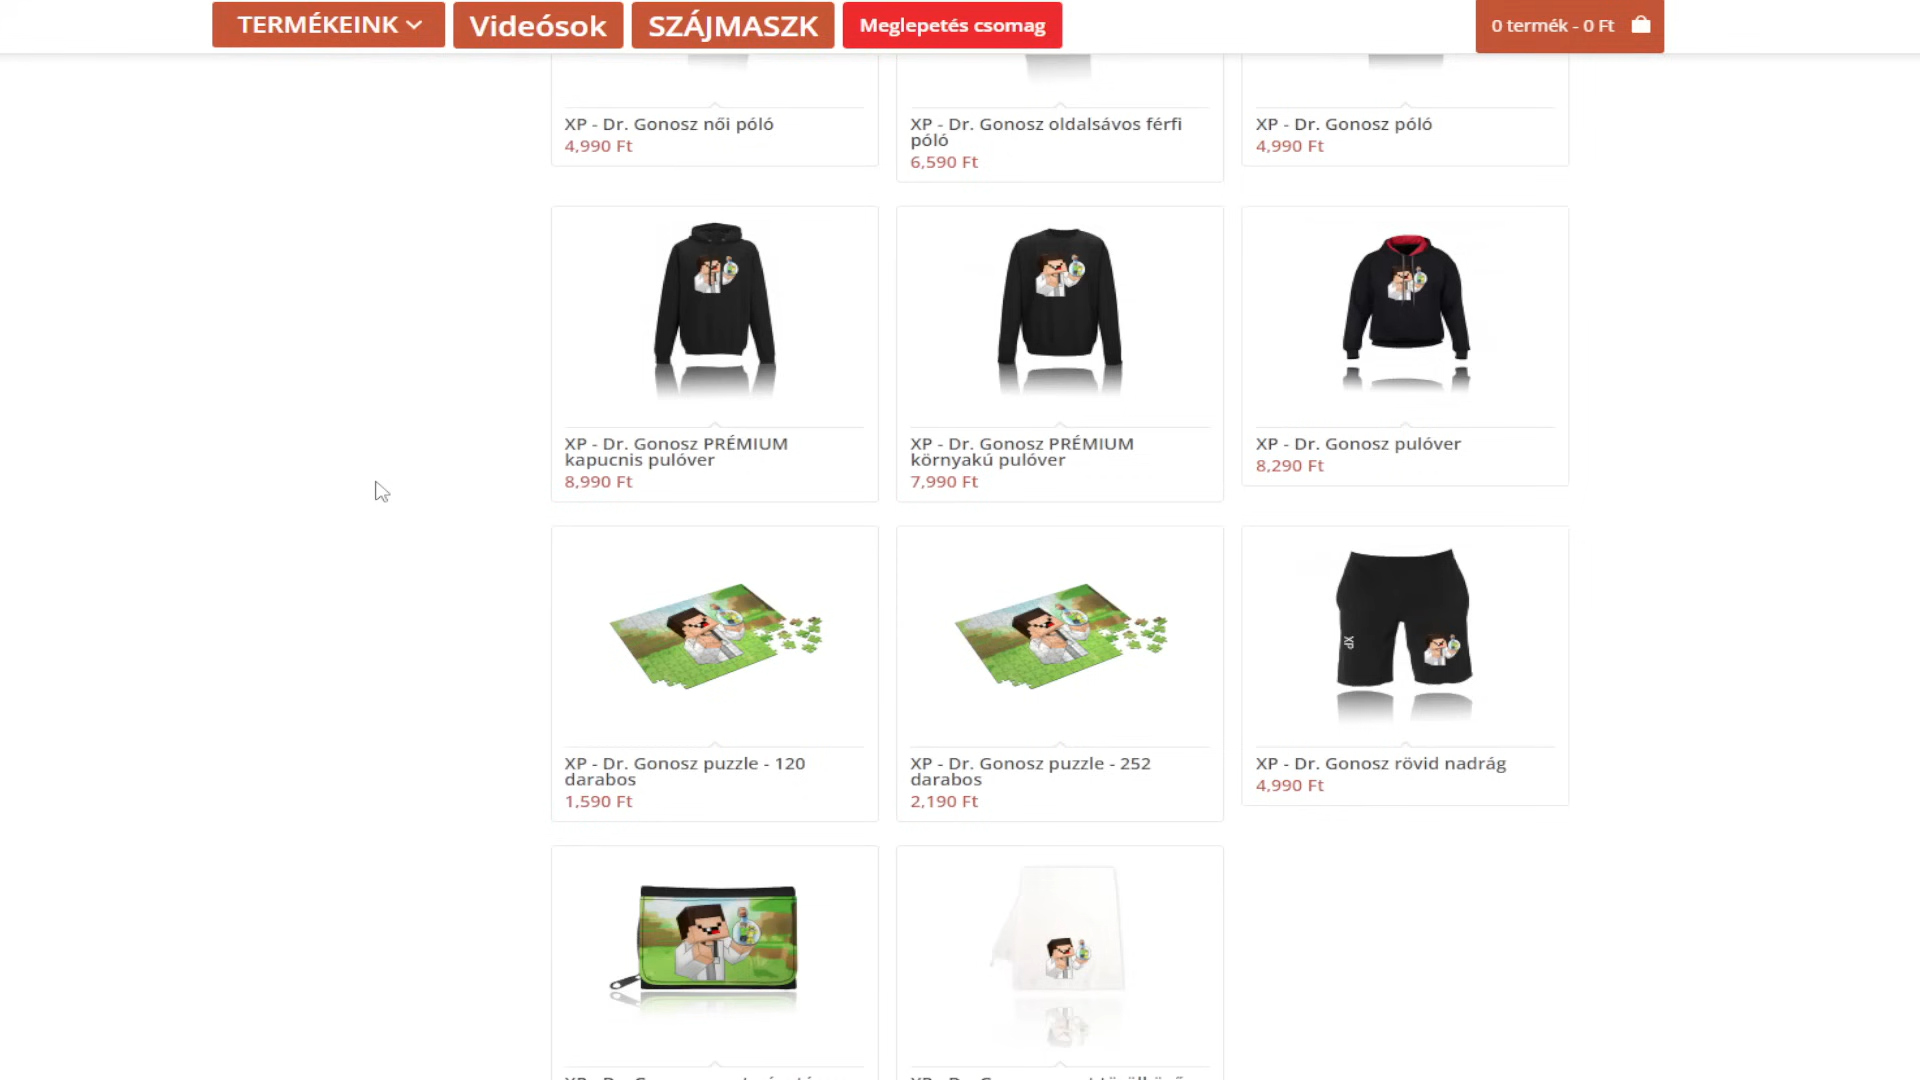 TERMÉKEINK
Videósok
SZÁJMASZK
Meglepetés csomag
0 termék - 0 Ft
XP - Dr. Gonosz női póló
4,990 Ft
XP - Dr. Gonosz oldalsávos férfi
póló
6,590 Ft
XP - Dr. Gonosz póló
4,990 Ft
XP - Dr. Gonosz PRÉMIUM
kapucnis pulóver
8,990 Ft
XP - Dr. Gonosz PRÉMIUM
környakú pulóver
7,990 Ft
XP - Dr. Gonosz pulóver
8,290 Ft
XP
XP - Dr. Gonosz puzzle - 120
darabos
1,590 Ft
XP - Dr. Gonosz puzzle - 252
darabos
2,190 Ft
XP - Dr. Gonosz rövid nadrág
4,990 Ft